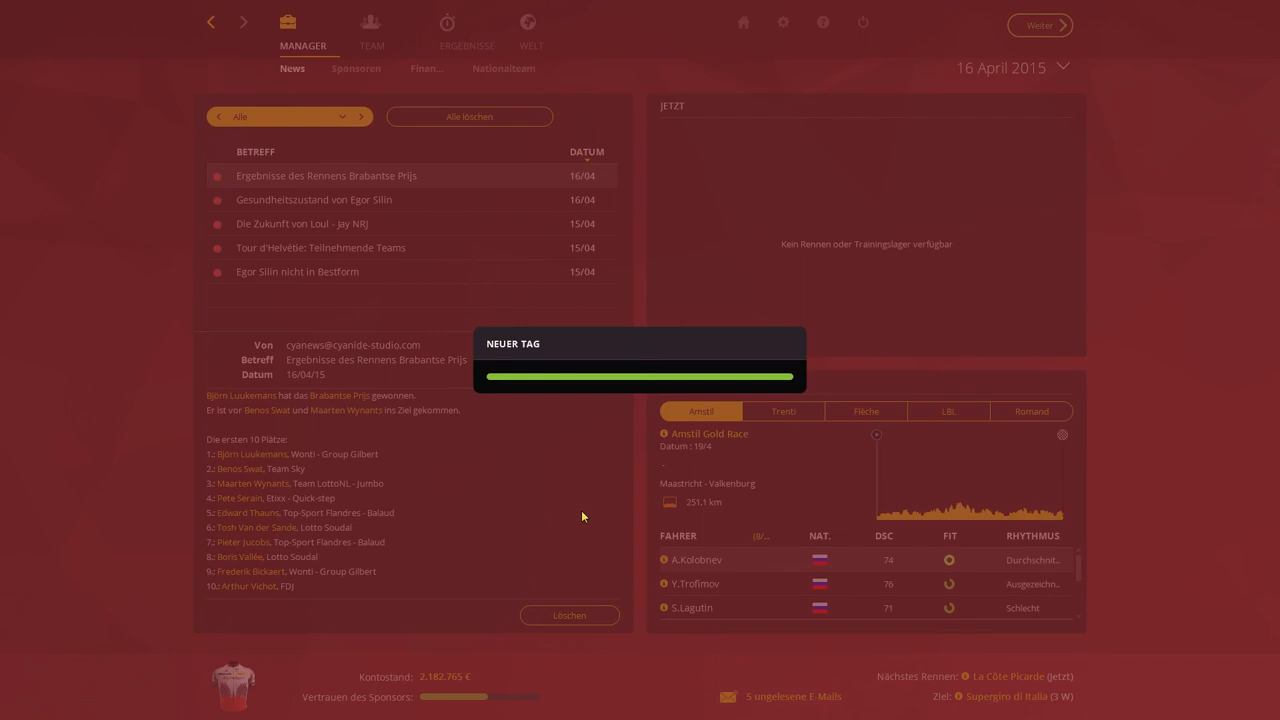 MANAGER
TEAM
ERGEBNISSE
WELT
Weiter
News
Sponsoren
Finan...
Nationalteam
16 April 2015
Alle
Alle löschen
BETREFF
DATUM
Ergebnisse des Rennens Brabantse Prijs
16/04
Gesundheitszustand von Egor Silin
16/04
Die Zukunft von Loul - Jay NRJ
15/04
Tour d'Helvétie: Teilnehmende Teams
15/04
Egor Silin nicht in Bestform
15/04
Von cyanews@cyanide-studio.com
Betreff Ergebnisse des Rennens Brabantse Prijs
Datum 16/04/15
Björn Luukemans hat das Brabantse Prijs gewonnen.
Er ist vor Benos Swat und Maarten Wynants ins Ziel gekommen.
Die ersten 10 Plätze:
1.: Björn Luukemans, Wonti - Group Gilbert
2.: Benos Swat, Team Sky
3.: Maarten Wynants, Team LottoNL - Jumbo
4.: Pete Serain, Etixx - Quick-step
5.: Edward Thauns, Top-Sport Flandres - Balaud
6.: Tosh Van der Sande, Lotto Soudal
7.: Pieter Jucobs, Top-Sport Flandres - Balaud
8.: Boris Vallée, Lotto Soudal
9.: Frederik Bickaert, Wonti - Group Gilbert
10.: Arthur Vichot, FDJ
Löschen
NEUER TAG
JETZT
Kein Rennen oder Trainingslager verfügbar
Amstil
Trenti
Flèche
LBL
Romand
Amstil Gold Race
Datum : 19/4
-
Maastricht - Valkenburg
251,1 km
FAHRER
(8/...
NAT.
DSC
FIT
RHYTHMUS
A.Kolobnev
74
Durchschnit..
Y.Trofimov
76
Ausgezeichn..
S.Lagutin
71
Schlecht
Kontostand: 2.182.765 €
Vertrauen des Sponsors:
5 ungelesene E-Mails
Nächstes Rennen: La Côte Picarde (Jetzt)
Ziel: Supergiro di Italia (3 W)